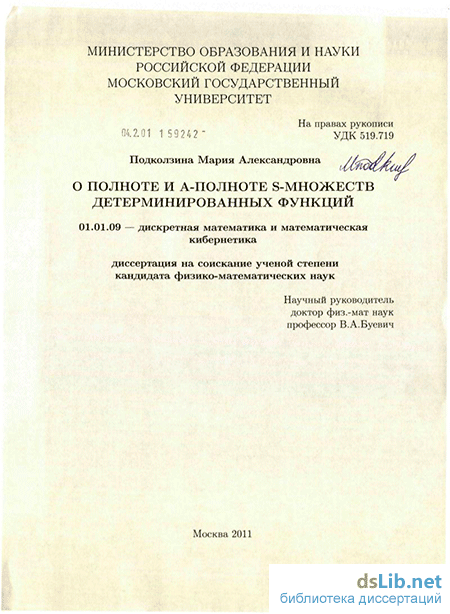 МИНИСТЕРСТВО ОБРАЗОВАНИЯ И НАУКИ
РОССИЙСКОЙ ФЕДЕРАЦИИ
МОСКОВСКИЙ ГОСУДАРСТВЕННЫЙ
УНИВЕРСИТЕТ
На правах рукописи
04.2.01 1 59242 -
УДК 519.719
Подколзина Мария Александровна
О ПОЛНОТЕ И А-ПОЛНОТЕ S-МНОЖЕСТВ
ДЕТЕРМИНИРОВАННЫХ ФУНКЦИЙ
01.01.09 — дискретная математика и математическая
кибернетика
диссертация на соискание ученой степени
кандидата физико-математических наук
Научный руководитель
доктор физ.-мат наук
профессор В.А.Буевич
Москва 2011
dsLib.net
библиотека диссертаций